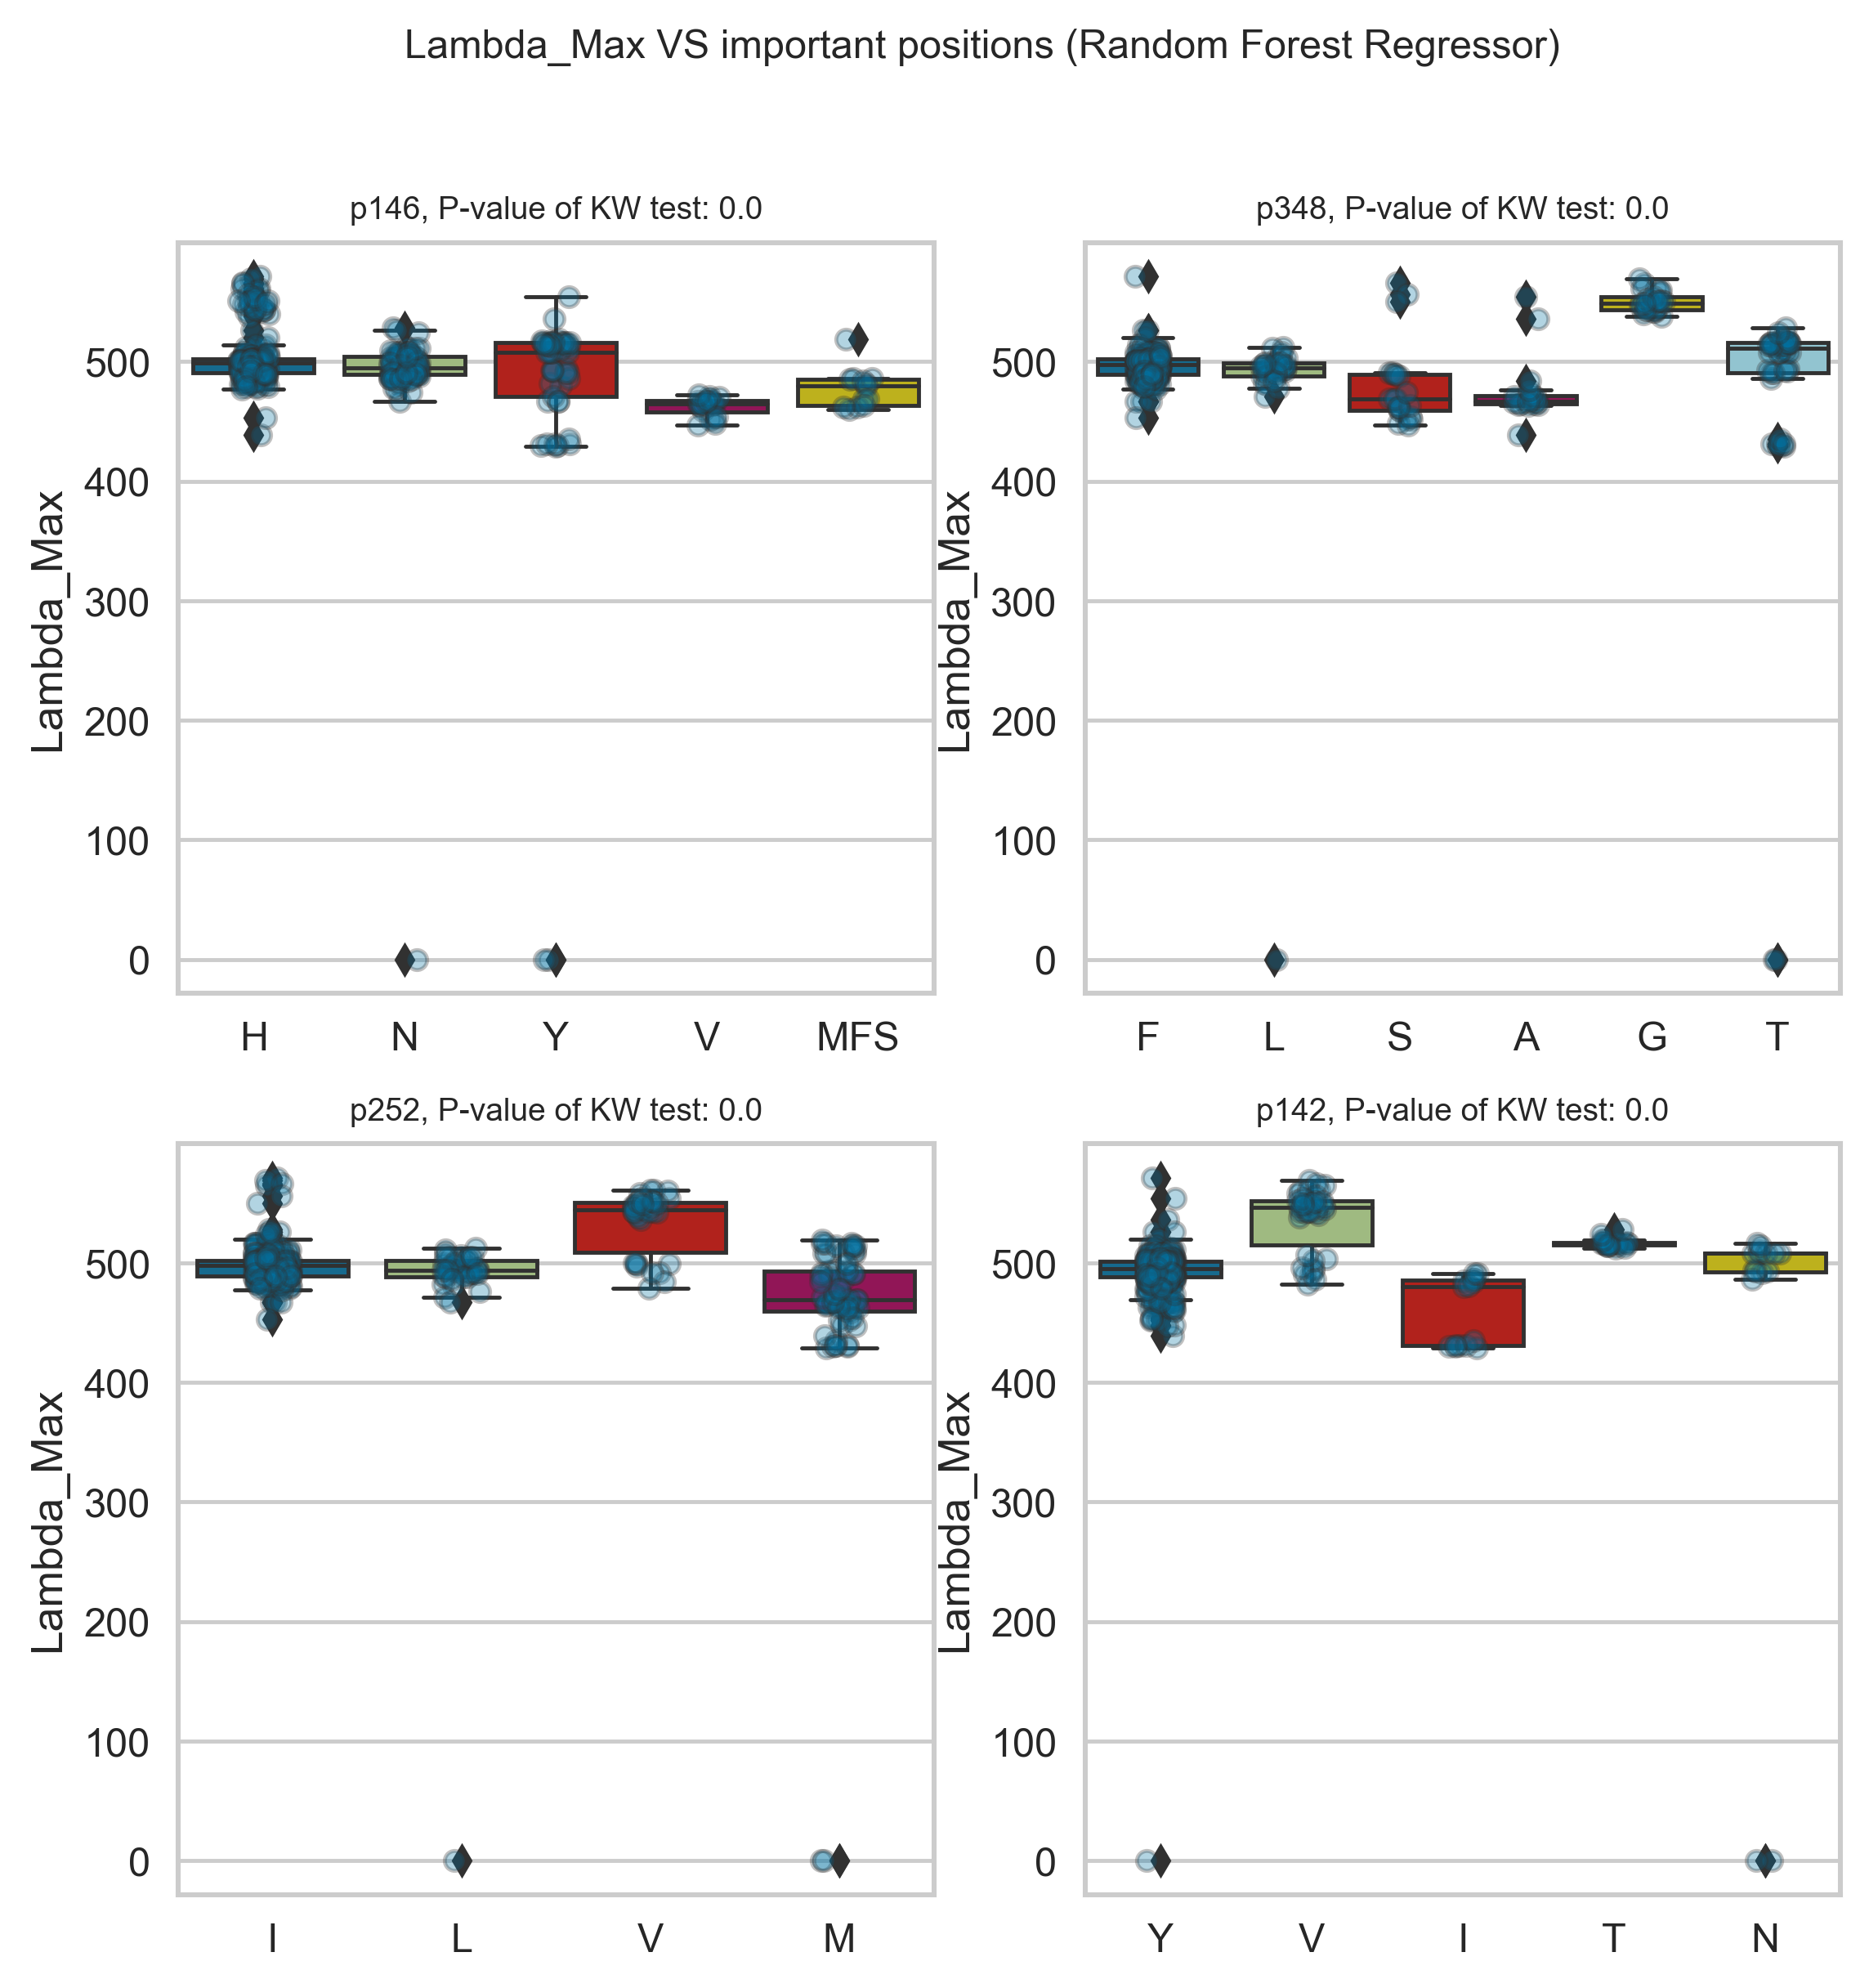 Lambda_Max VS important positions (Random Forest Regressor)
p146, P-value of KW test: 0.0
Lambda_Max
500
400
300
200
100
0
H N Y V MFS
p348, P-value of KW test: 0.0
Lambda_Max
500
400
300
200
100
0
F L S A G T
p252, P-value of KW test: 0.0
Lambda_Max
500
400
300
200
100
0
I L V M
p142, P-value of KW test: 0.0
Lambda_Max
500
400
300
200
100
0
Y V I T N